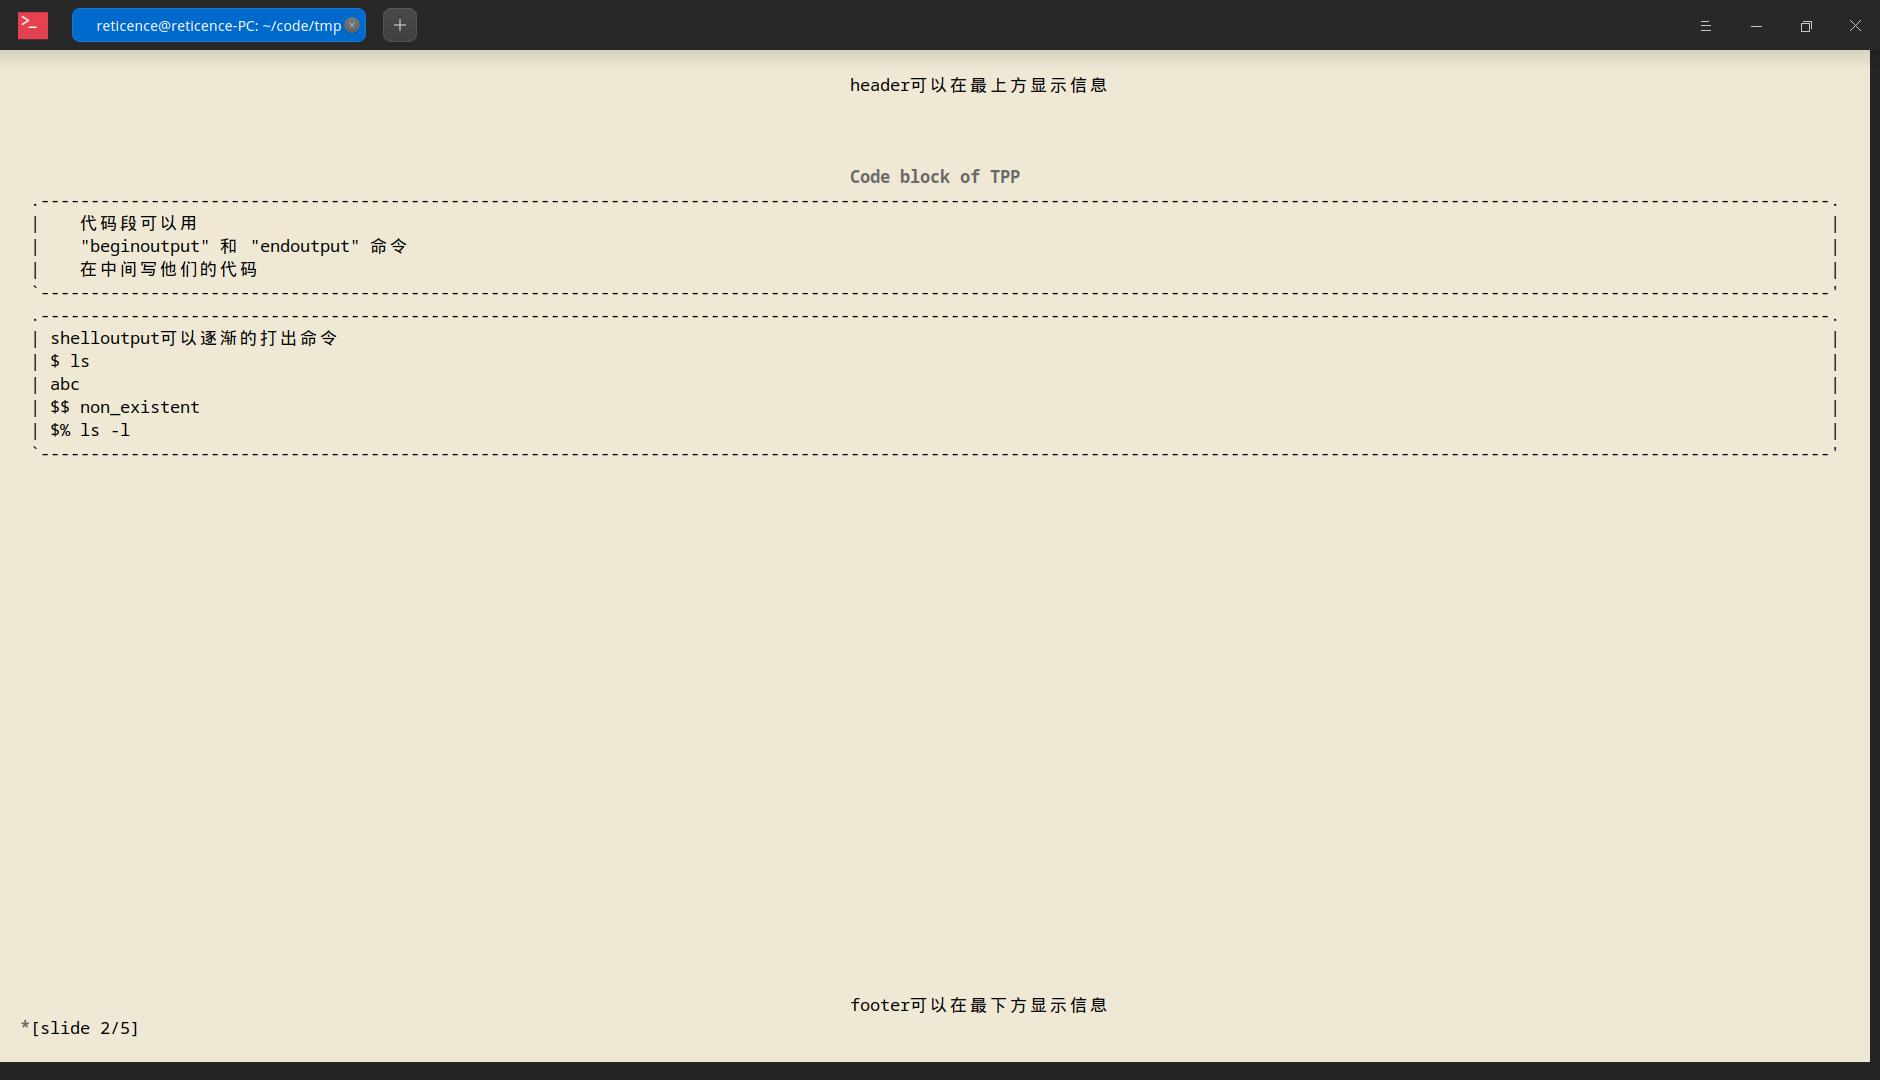 reticence@reticence-PC: ~/code/tmp
header可以在最上方显示信息
Code block of TPP
代码段可以用
"beginoutput" 和 "endoutput" 命令
在中间写他们的代码
shelloutput可以逐渐的打出命令
$ ls
abc
$$ non_existent
$% ls -l
footer可以在最下方显示信息
*[slide 2/5]